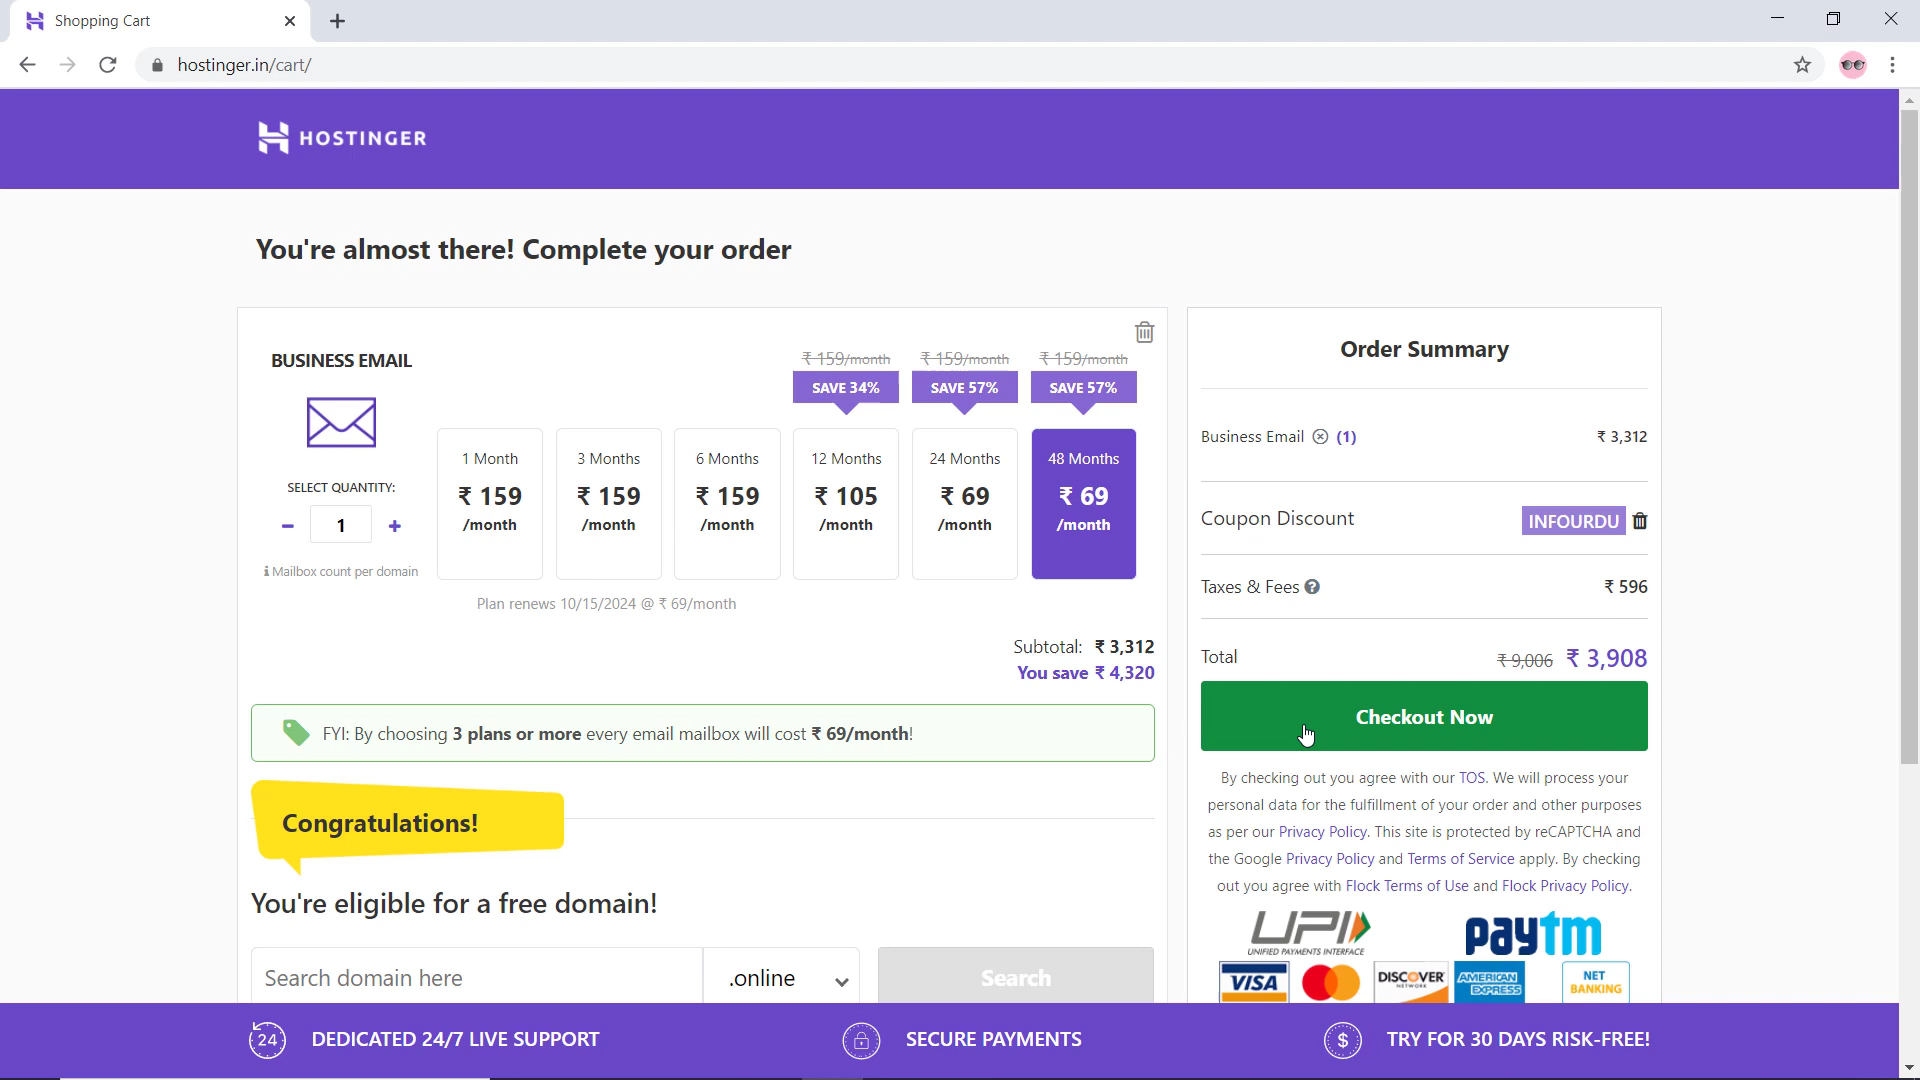 Shopping Cart
hostinger.in/cart/
HOSTINGER
You're almost there! Complete your order
BUSINESS EMAIL
₹ 159/month ₹ 159/month ₹ 159/month
SAVE 34% SAVE 57% SAVE 57%
SELECT QUANTITY:
1
Mailbox count per domain
1 Month
₹ 159
/month
3 Months
₹ 159
/month
6 Months
₹ 159
/month
12 Months
₹ 105
/month
24 Months
₹ 69
/month
48 Months
₹ 69
/month
Plan renews 10/15/2024 @ ₹ 69/month
Subtotal: ₹ 3,312
You save ₹ 4,320
FYI: By choosing 3 plans or more every email mailbox will cost ₹ 69/month!
Congratulations!
You're eligible for a free domain!
Search domain here
.online
Search
Order Summary
Business Email (1) ₹ 3,312
Coupon Discount INFOURDU
Taxes & Fees ? ₹ 596
Total ₹ 9,006 ₹ 3,908
Checkout Now
By checking out you agree with our TOS. We will process your
personal data for the fulfillment of your order and other purposes
as per our Privacy Policy. This site is protected by reCAPTCHA and
the Google Privacy Policy and Terms of Service apply. By checking
out you agree with Flock Terms of Use and Flock Privacy Policy.
UPI
UNIFIED PAYMENTS INTERFACE
paytm
VISA
DISCOVER
NETWORK
AMERICAN
EXPRESS
NET
BANKING
24 DEDICATED 24/7 LIVE SUPPORT
SECURE PAYMENTS
$ TRY FOR 30 DAYS RISK-FREE!